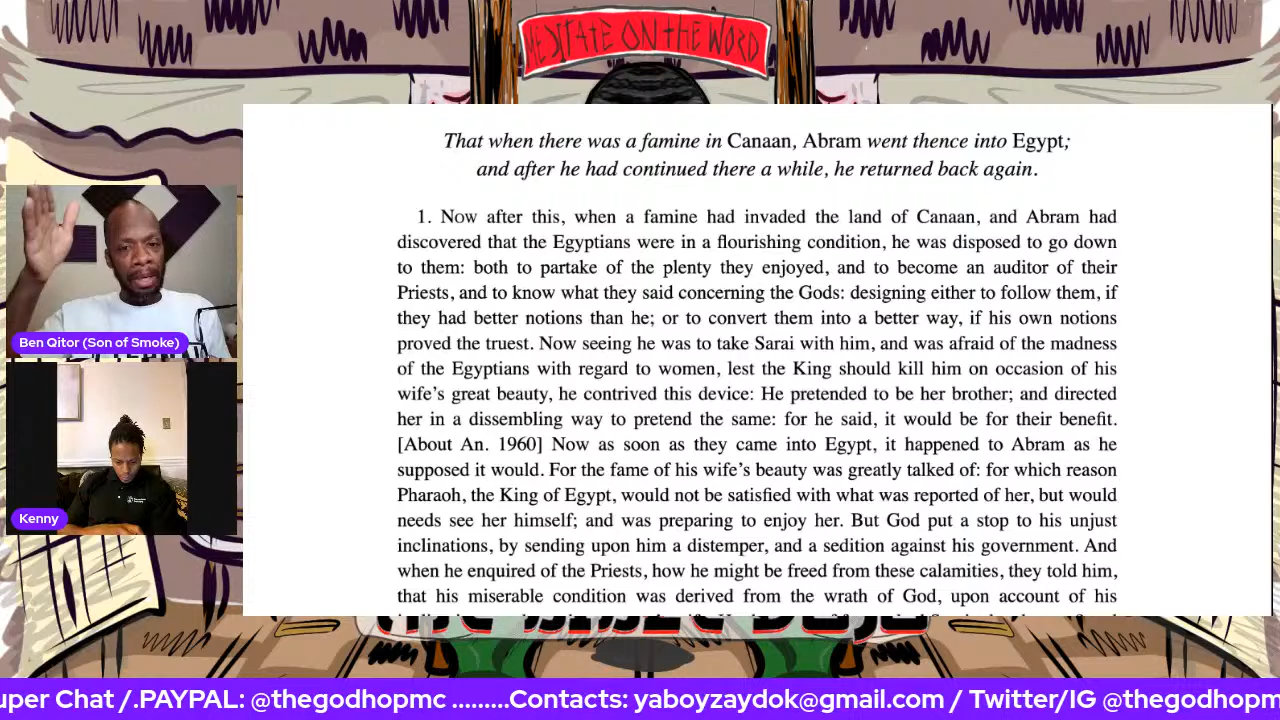 MEDITATE ON THE WORD
That when there was a famine in Canaan, Abram went thence into Egypt;
and after he had continued there a while, he returned back again.
1. Now after this, when a famine had invaded the land of Canaan, and Abram had
discovered that the Egyptians were in a flourishing condition, he was disposed to go down
to them: both to partake of the plenty they enjoyed, and to become an auditor of their
Priests, and to know what they said concerning the Gods: designing either to follow them, if
they had better notions than he; or to convert them into a better way, if his own notions
proved the truest. Now seeing he was to take Sarai with him, and was afraid of the madness
of the Egyptians with regard to women, lest the King should kill him on occasion of his
wife's great beauty, he contrived this device: He pretended to be her brother; and directed
her in a dissembling way to pretend the same: for he said, it would be for their benefit.
[About An. 1960] Now as soon as they came into Egypt, it happened to Abram as he
supposed it would. For the fame of his wife's beauty was greatly talked of: for which reason
Pharaoh, the King of Egypt, would not be satisfied with what was reported of her, but would
needs see her himself; and was preparing to enjoy her. But God put a stop to his unjust
inclinations, by sending upon him a distemper, and a sedition against his government. And
when he enquired of the Priests, how he might be freed from these calamities, they told him,
that his miserable condition was derived from the wrath of God, upon account of his
Ben Qitor (Son of Smoke)
Kenny
uper Chat /.PAYPAL: @thegodhopmc .........Contacts: yaboyzaydok@gmail.com / Twitter/IG @thegodhopm